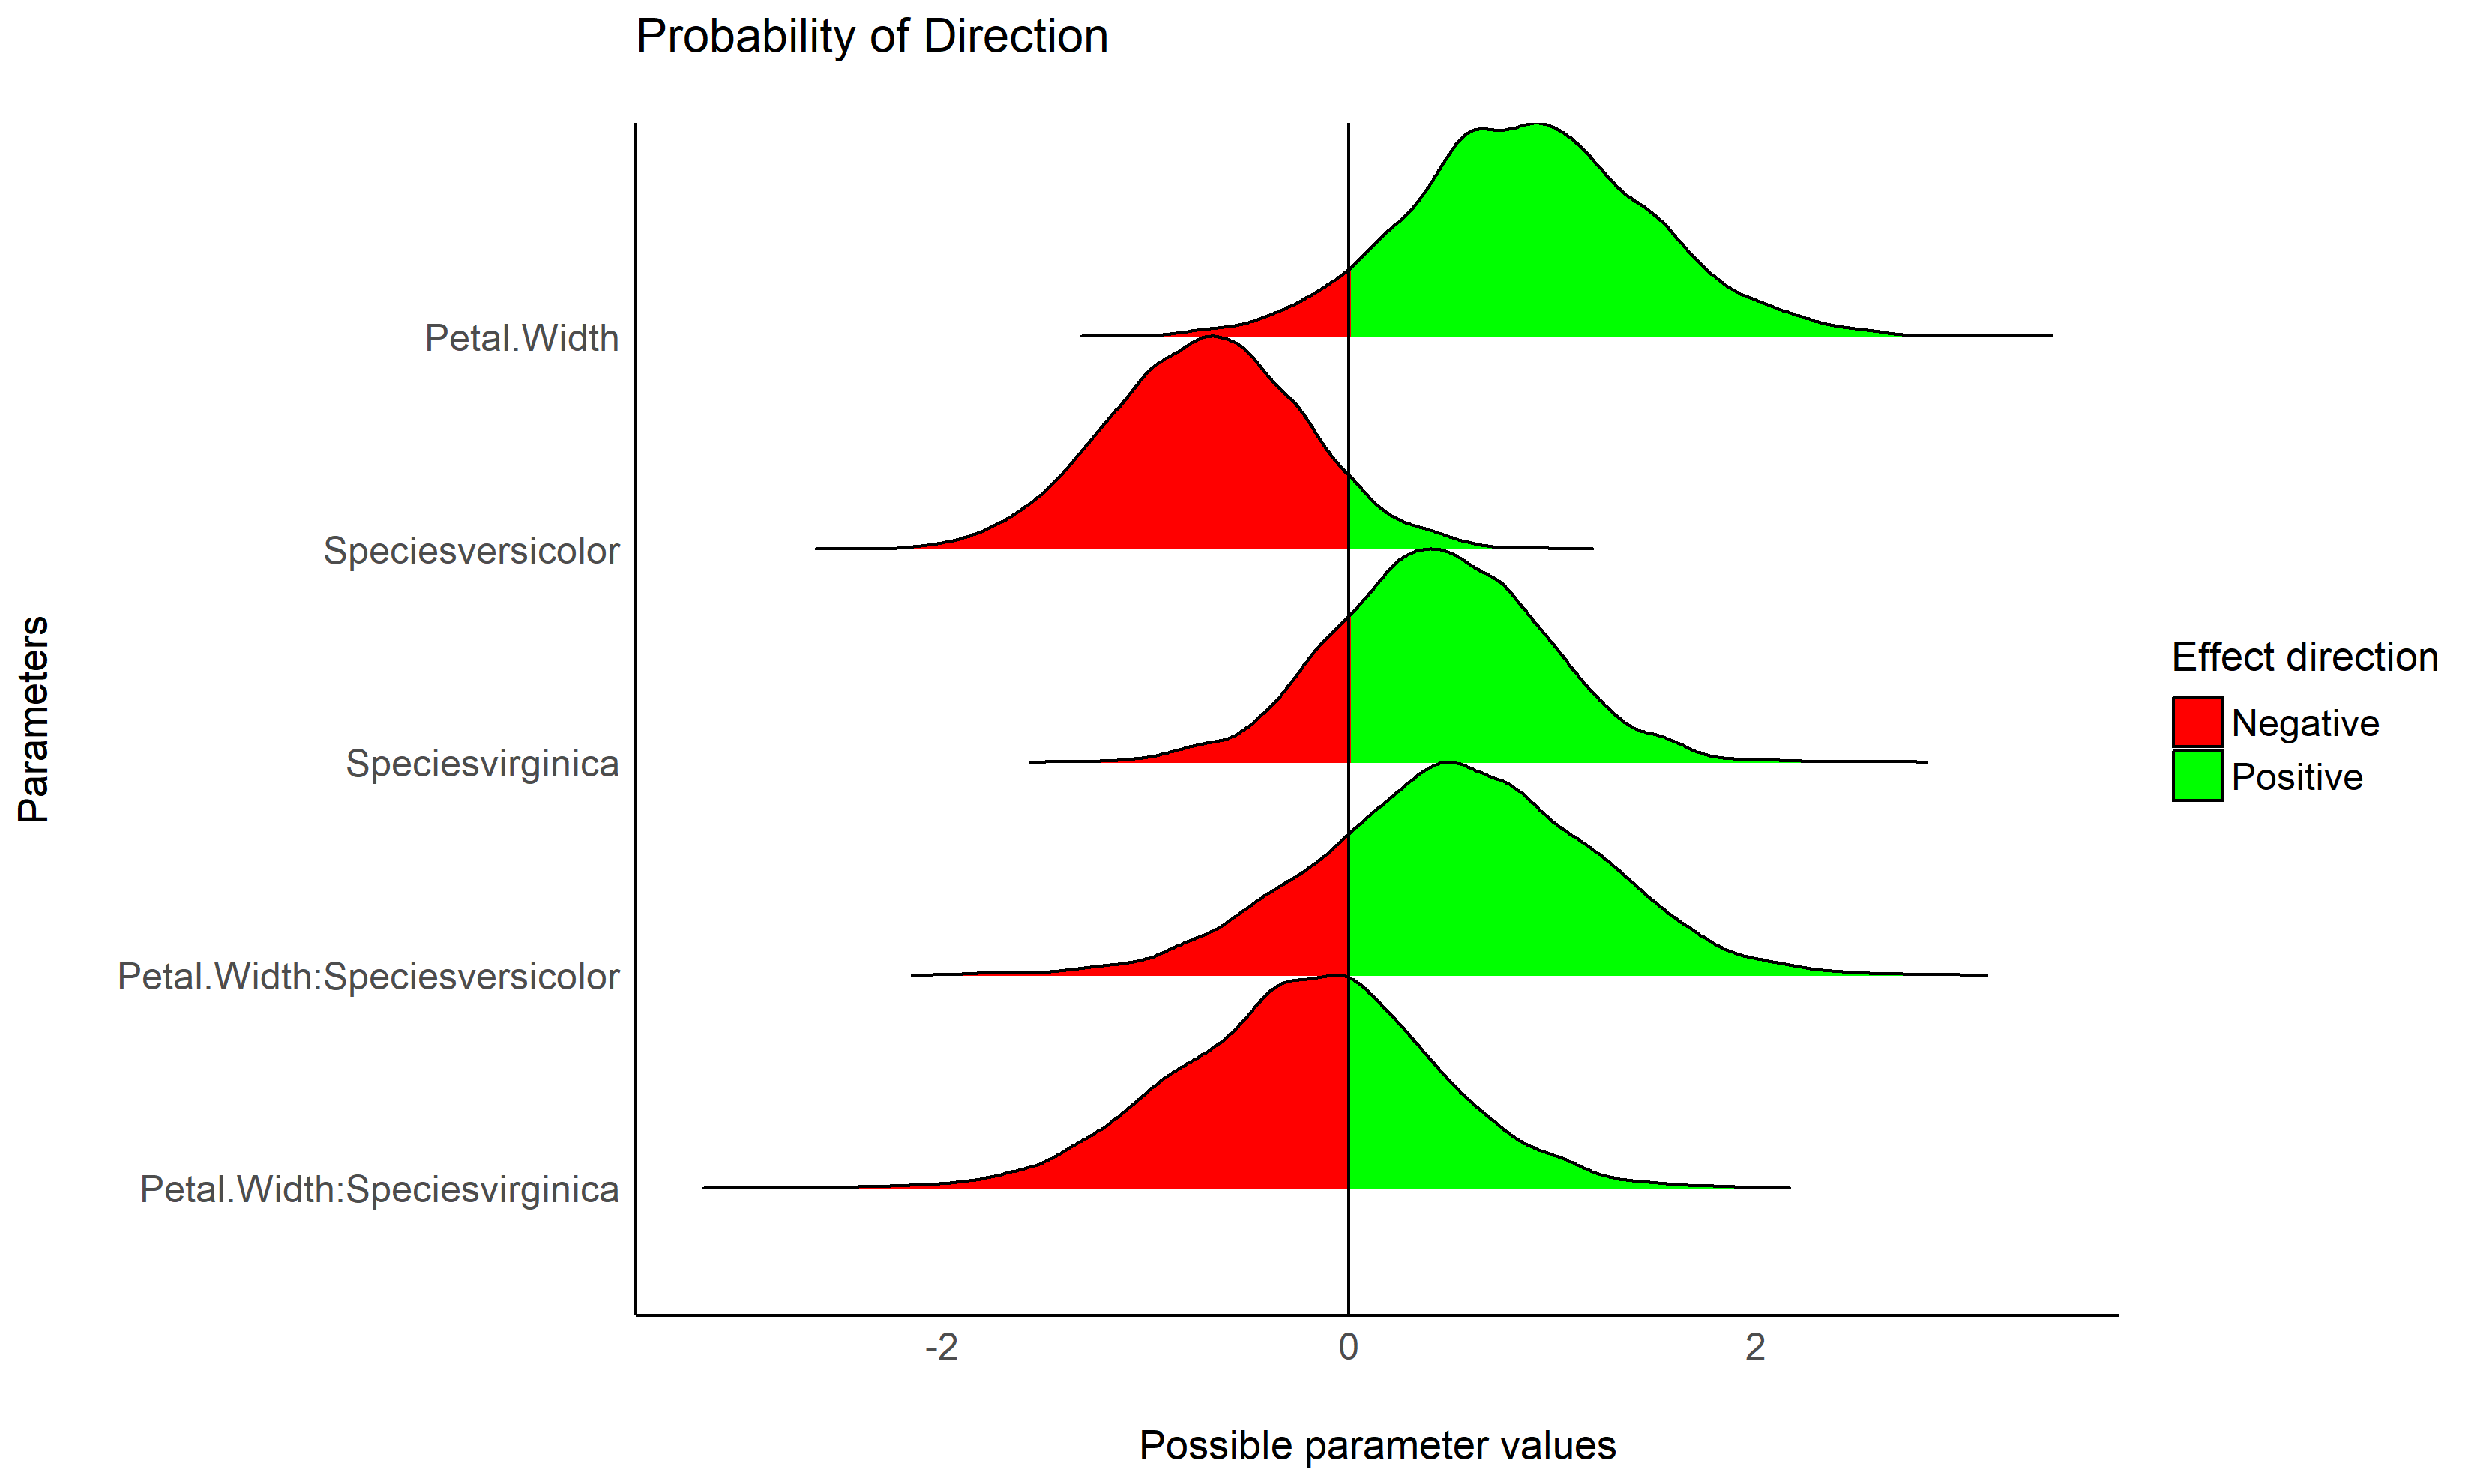 Probability of Direction
Parameters
Petal.Width
Speciesversicolor
Speciesvirginica
Petal.Width:Speciesversicolor
Petal.Width:Speciesvirginica
-2
0
2
Possible parameter values
Effect direction
Negative
Positive